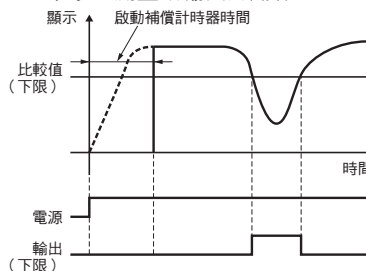 顯示
啟動補償計時器時間
比較值
（下限）
時間
電源
輸出
（下限）